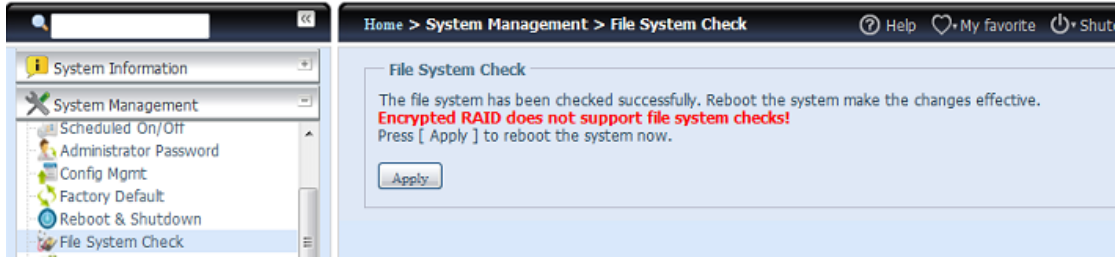 Home > System Management > File System Check
Help
My favorite
System Information
System Management
Scheduled On/Off
Administrator Password
Config Mgmt
Factory Default
Reboot & Shutdown
File System Check
File System Check
The file system has been checked successfully. Reboot the system make the changes effective.
Encrypted RAID does not support file system checks!
Press [ Apply ] to reboot the system now.
Apply